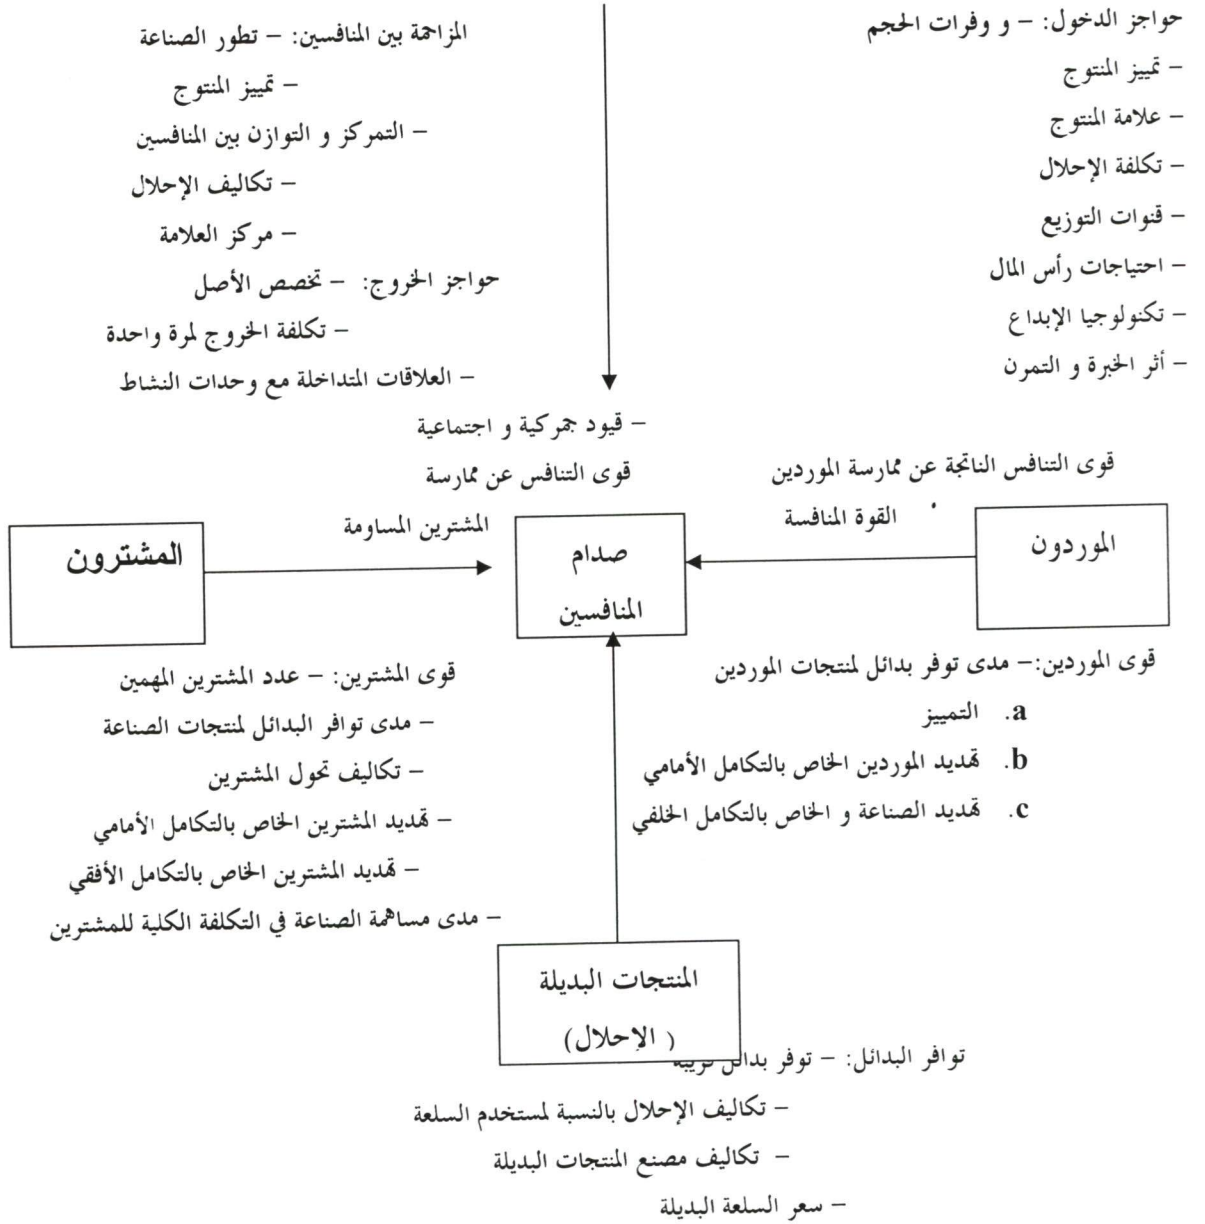 حواجز الدخول: – و وفرات الحجم
– تمييز المنتوج
– علامة المنتوج
– تكلفة الإحلال
– قنوات التوزيع
– احتياجات رأس المال
– تكنولوجيا الإبداع
– أثر الخبرة و التمرن
المزاحمة بين المنافسين: – تطور الصناعة
– تمييز المنتوج
– التمركز و التوازن بين المنافسين
– تكاليف الإحلال
– مركز العلامة
حواجز الخروج: – تخصص الأصل
– تكلفة الخروج لمرة واحدة
– العلاقات المتداخلة مع وحدات النشاط
– قيود جمركية و اجتماعية
قوى التنافس الناتجة عن ممارسة الموردين
القوة المنافسة
قوى التنافس عن ممارسة
المشترين المساومة
الموردون
صدام
المنافسين
المشترون
قوى الموردين:– مدى توفر بدائل لمنتجات الموردين
a. التمييز
b. تهديد الموردين الخاص بالتكامل الأمامي
c. تهديد الصناعة و الخاص بالتكامل الخلفي
قوى المشترين: – عدد المشترين المهمين
– مدى توافر البدائل لمنتجات الصناعة
– تكاليف تحول المشترين
– تهديد المشترين الخاص بالتكامل الأمامي
– تهديد المشترين الخاص بالتكامل الأفقي
– مدى مساهمة الصناعة في التكلفة الكلية للمشترين
المنتجات البديلة
(الإحلال )
توافر البدائل: – توفر بدائل
– تكاليف الإحلال بالنسبة لمستخدم السلعة
– تكاليف مصنع المنتجات البديلة
– سعر السلعة البديلة